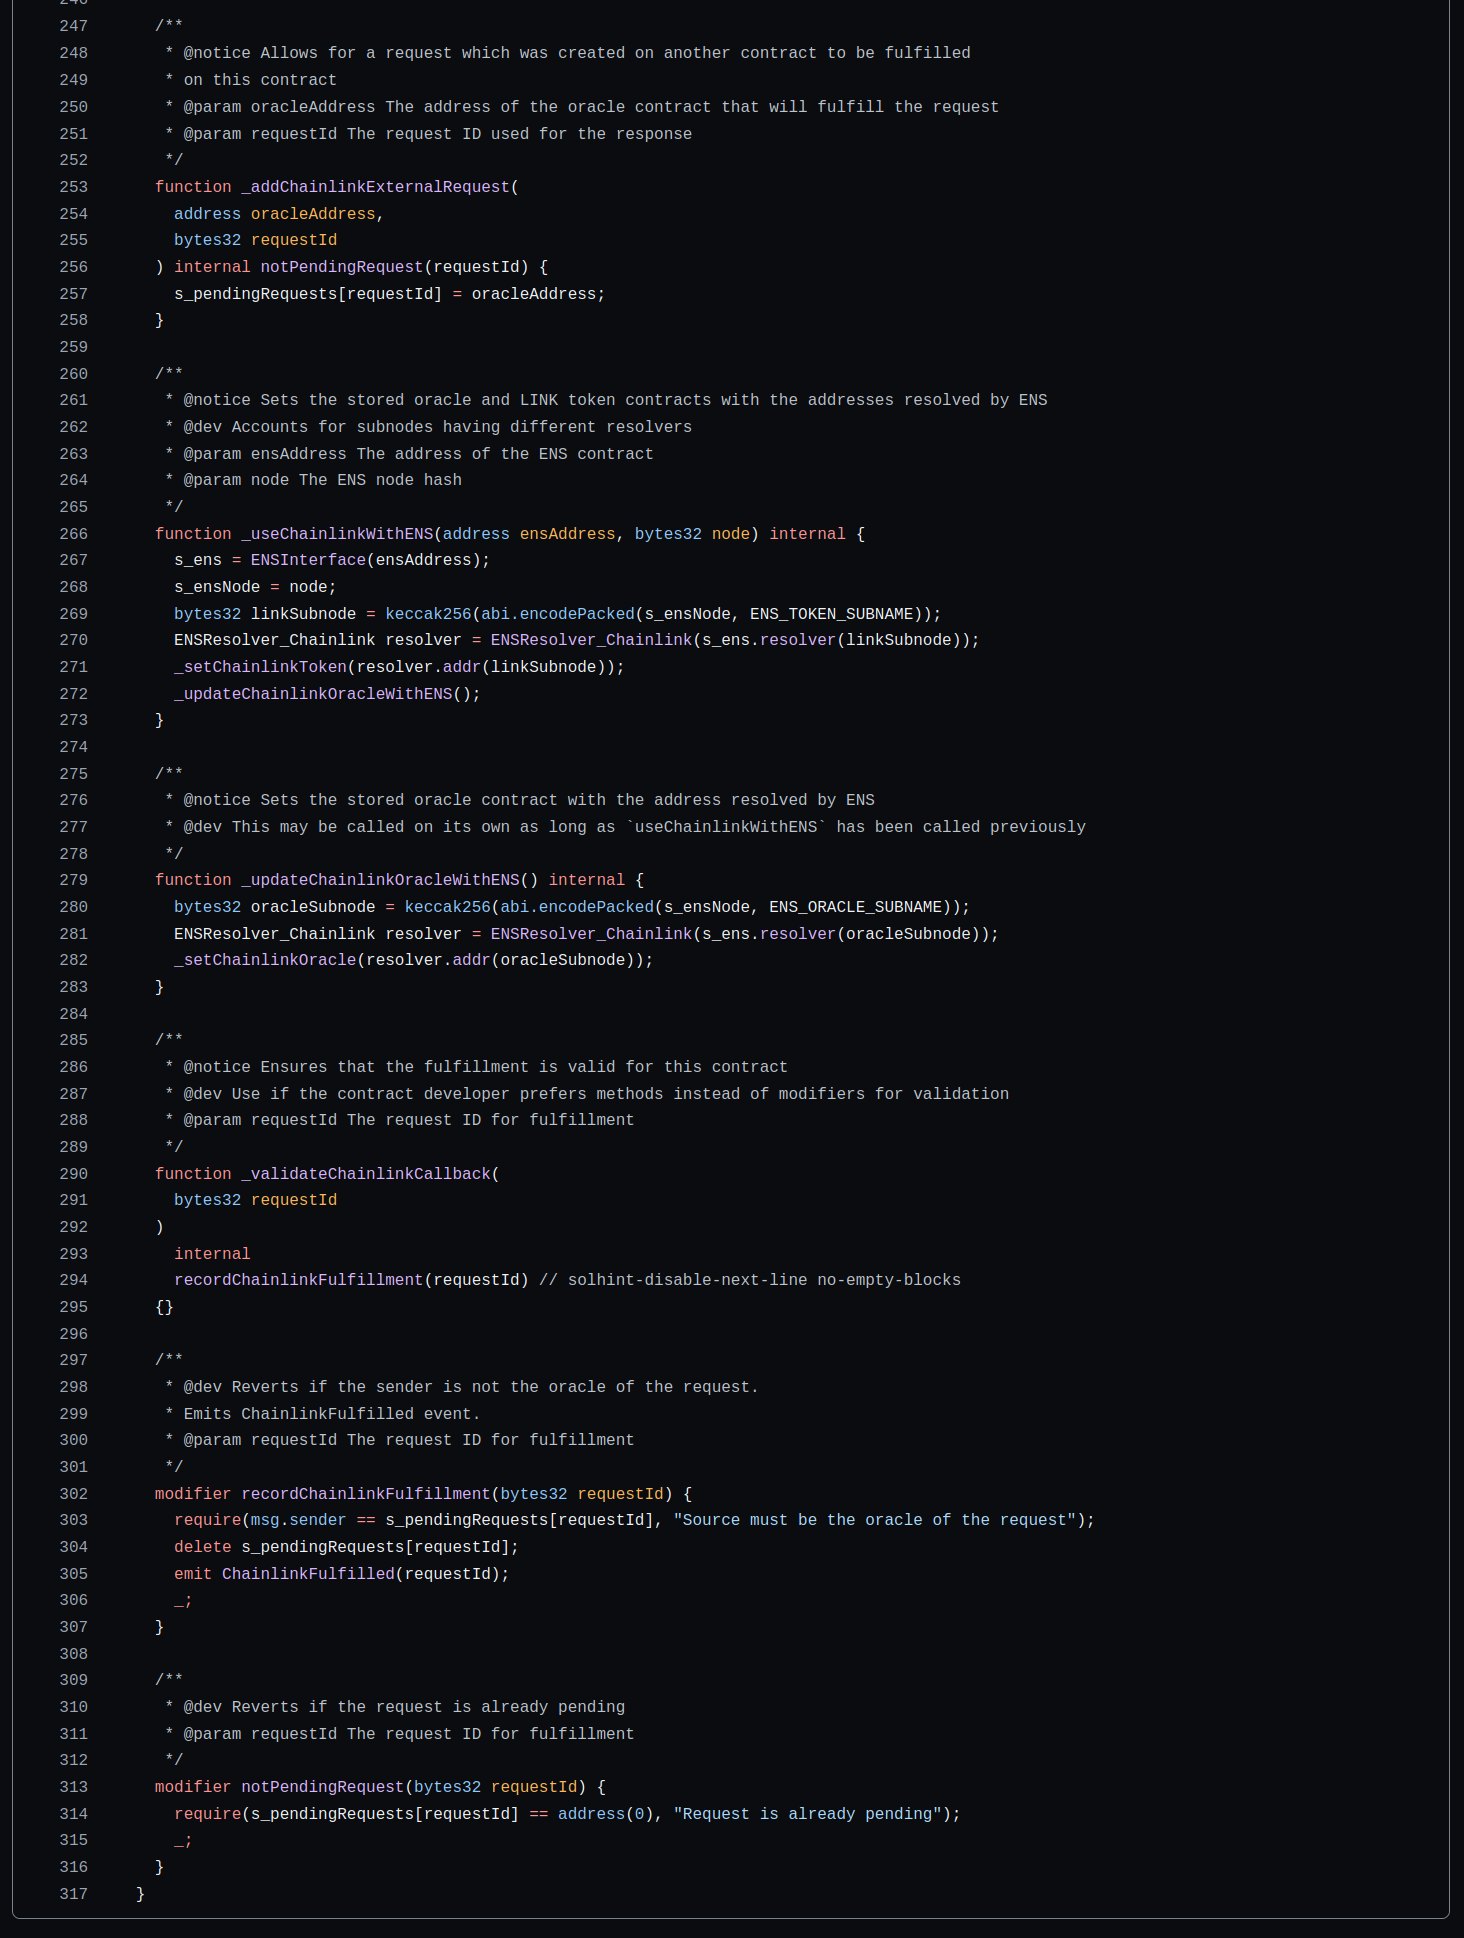 246
247 /**
248 * @notice Allows for a request which was created on another contract to be fulfilled
249 * on this contract
250 * @param oracleAddress The address of the oracle contract that will fulfill the request
251 * @param requestId The request ID used for the response
252 */
253 function _addChainlinkExternalRequest(
254 address oracleAddress,
255 bytes32 requestId
256 ) internal notPendingRequest(requestId) {
257 s_pendingRequests[requestId] = oracleAddress;
258 }
259
260 /**
261 * @notice Sets the stored oracle and LINK token contracts with the addresses resolved by ENS
262 * @dev Accounts for subnodes having different resolvers
263 * @param ensAddress The address of the ENS contract
264 * @param node The ENS node hash
265 */
266 function _useChainlinkWithENS(address ensAddress, bytes32 node) internal {
267 s_ens = ENSInterface(ensAddress);
268 s_ensNode = node;
269 bytes32 linkSubnode = keccak256(abi.encodePacked(s_ensNode, ENS_TOKEN_SUBNAME));
270 ENSResolver_Chainlink resolver = ENSResolver_Chainlink(s_ens.resolver(linkSubnode));
271 _setChainlinkToken(resolver.addr(linkSubnode));
272 _updateChainlinkOracleWithENS();
273 }
274
275 /**
276 * @notice Sets the stored oracle contract with the address resolved by ENS
277 * @dev This may be called on its own as long as `useChainlinkWithENS` has been called previously
278 */
279 function _updateChainlinkOracleWithENS() internal {
280 bytes32 oracleSubnode = keccak256(abi.encodePacked(s_ensNode, ENS_ORACLE_SUBNAME));
281 ENSResolver_Chainlink resolver = ENSResolver_Chainlink(s_ens.resolver(oracleSubnode));
282 _setChainlinkOracle(resolver.addr(oracleSubnode));
283 }
284
285 /**
286 * @notice Ensures that the fulfillment is valid for this contract
287 * @dev Use if the contract developer prefers methods instead of modifiers for validation
288 * @param requestId The request ID for fulfillment
289 */
290 function _validateChainlinkCallback(
291 bytes32 requestId
292 )
293 internal
294 recordChainlinkFulfillment(requestId) // solhint-disable-next-line no-empty-blocks
295 {}
296
297 /**
298 * @dev Reverts if the sender is not the oracle of the request.
299 * Emits ChainlinkFulfilled event.
300 * @param requestId The request ID for fulfillment
301 */
302 modifier recordChainlinkFulfillment(bytes32 requestId) {
303 require(msg.sender == s_pendingRequests[requestId], "Source must be the oracle of the request");
304 delete s_pendingRequests[requestId];
305 emit ChainlinkFulfilled(requestId);
306 _;
307 }
308
309 /**
310 * @dev Reverts if the request is already pending
311 * @param requestId The request ID for fulfillment
312 */
313 modifier notPendingRequest(bytes32 requestId) {
314 require(s_pendingRequests[requestId] == address(0), "Request is already pending");
315 _;
316 }
317 }